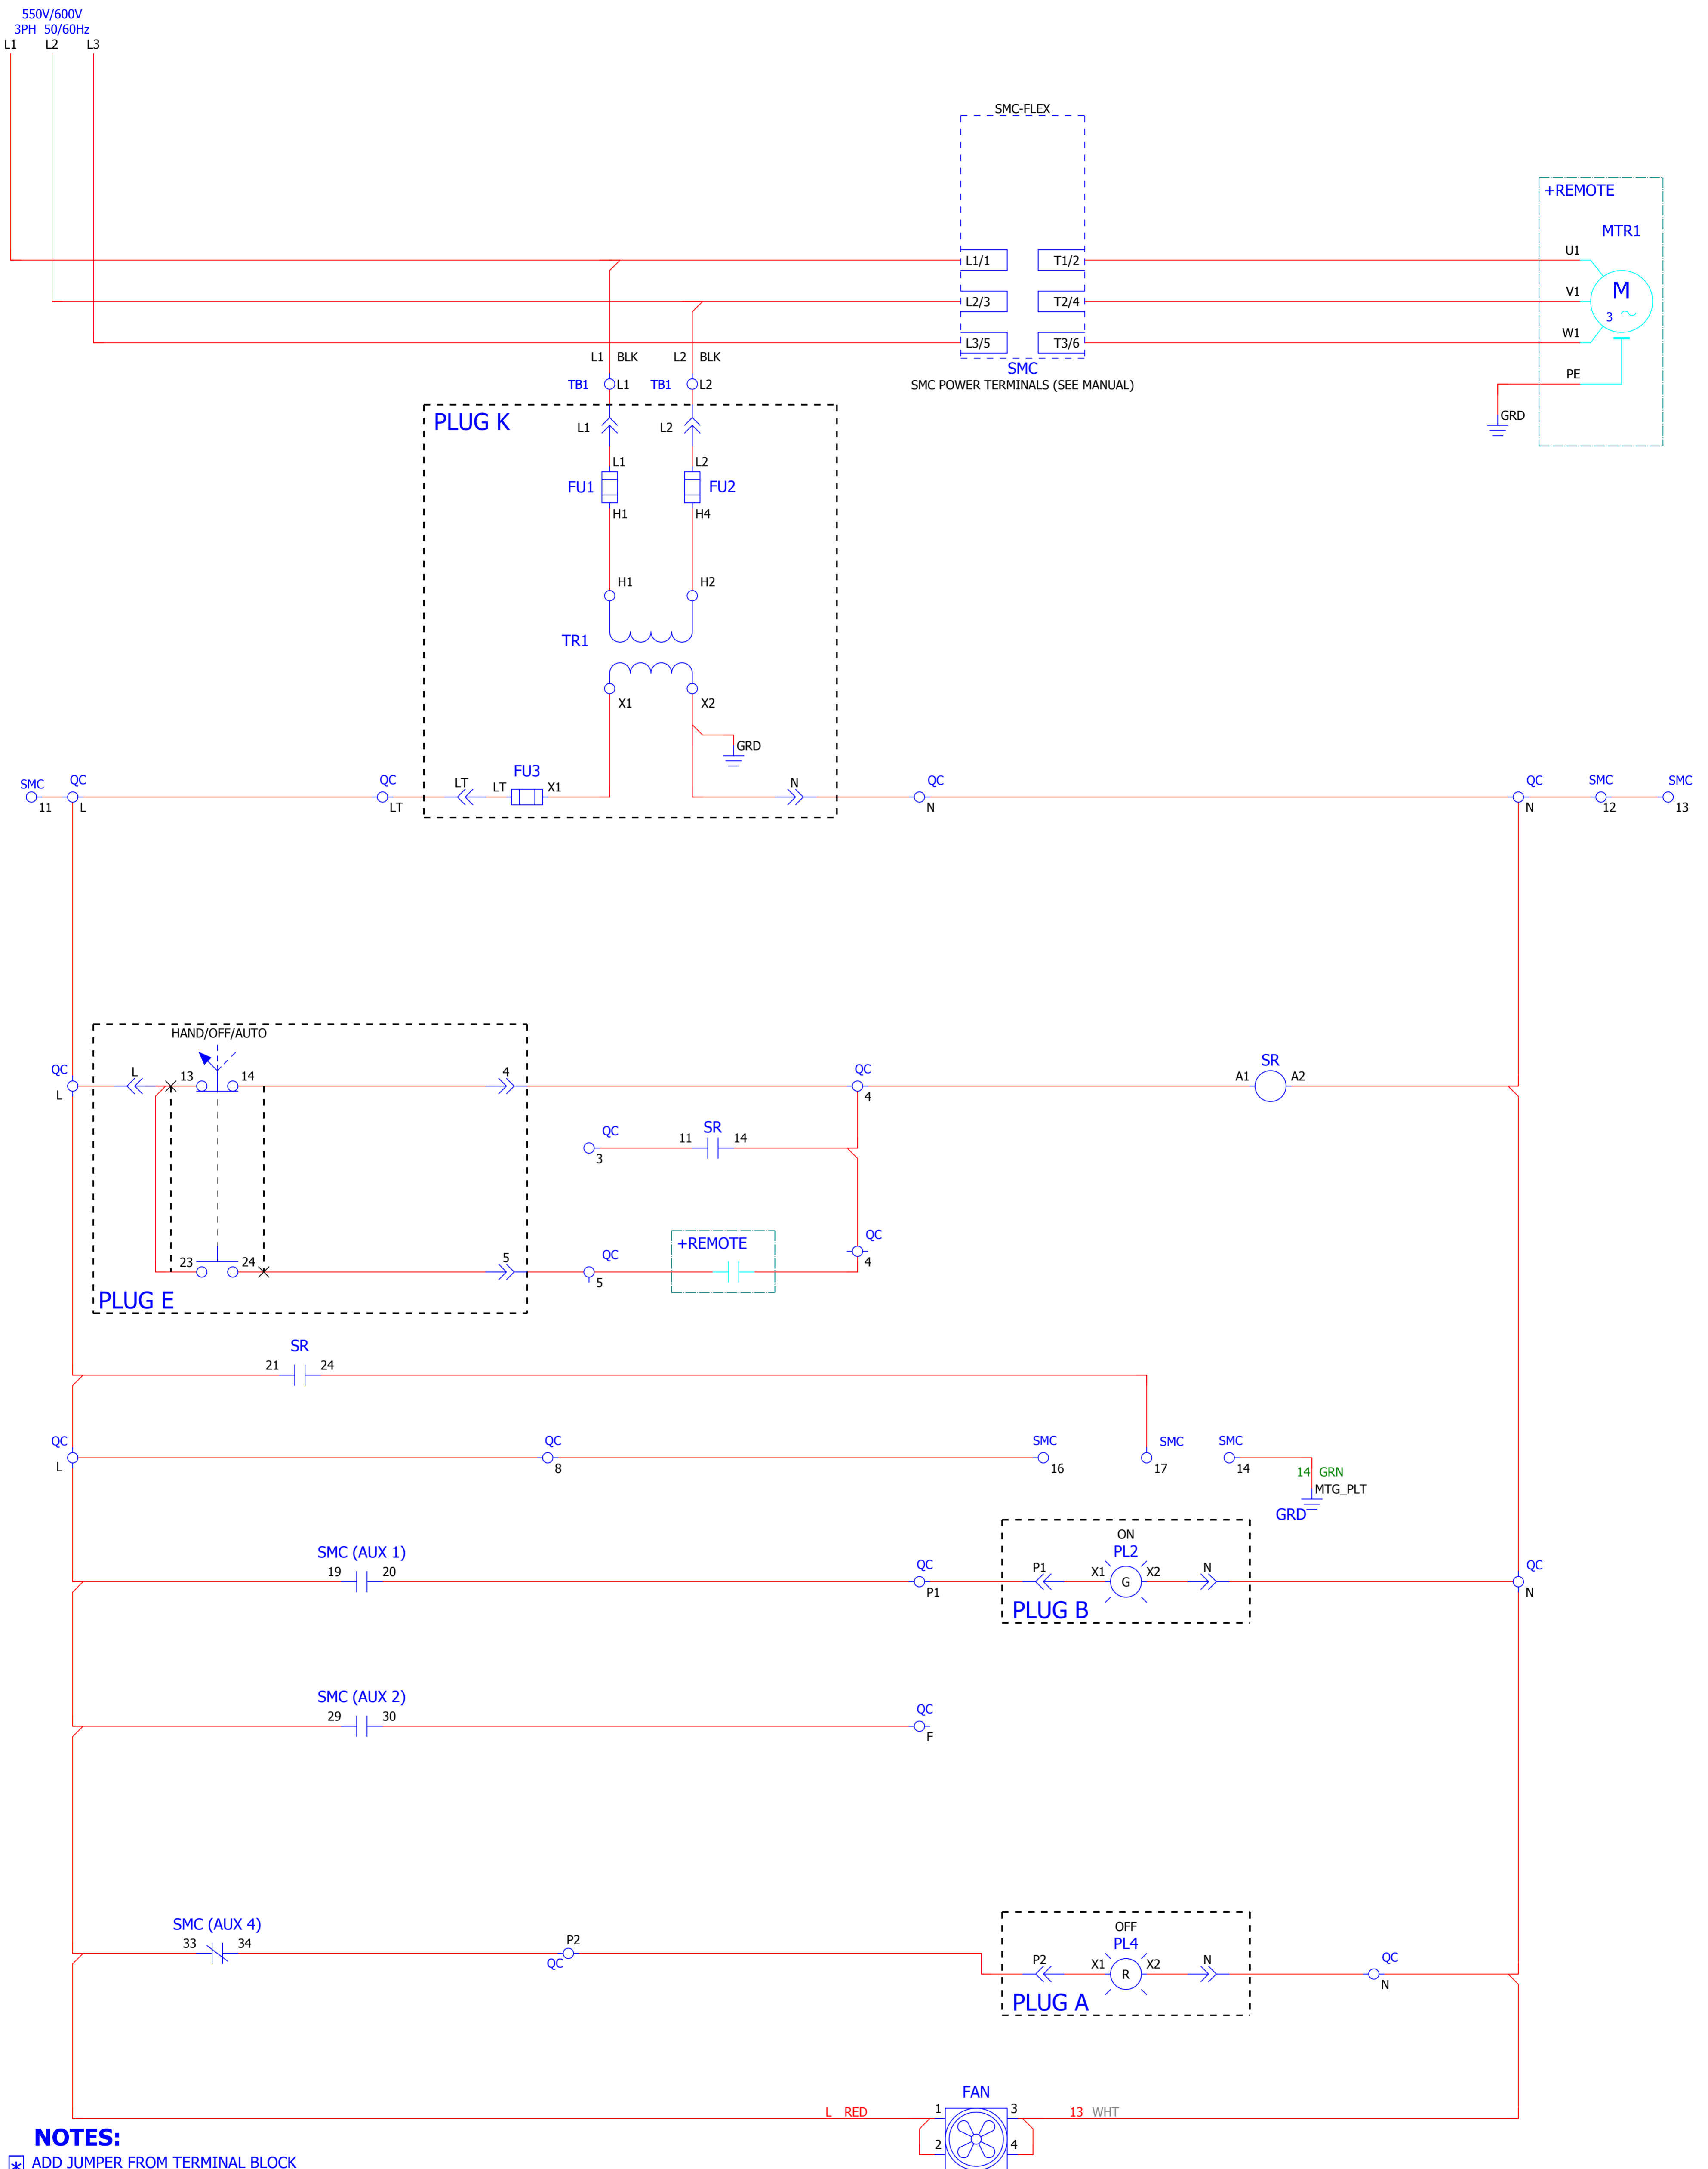 550V/600V
3PH 50/60Hz
L1 L2 L3
SMC-FLEX
+REMOTE
MTR1
L1/1 T1/2 U1
L2/3 T2/4 V1 M
3
L3/5 T3/6 W1
L1 BLK L2 BLK
SMC
SMC POWER TERMINALS (SEE MANUAL)
PE
TB1 L1 TB1 L2
GRD
PLUG K
L1 L2
L1 L2
FU1 FU2
H1 H4
H1 H2
TR1
X1 X2
GRD
SMC QC QC LT LT FU3 X1 N QC QC SMC SMC
11 L LT N N 12 13
HAND/OFF/AUTO
QC L 13 14 4 QC A1 SR A2
L 4
QC 11 SR 14
3
+REMOTE QC
23 24 5 QC 4
5
PLUG E
SR
21 24
QC QC SMC SMC SMC
L 8 16 17 14
14 GRN
MTG_PLT
GRD
ON
SMC (AUX 1) PL2
19 20 QC P1 X1 G X2 N QC
P1 N
PLUG B
SMC (AUX 2)
29 30 QC
F
SMC (AUX 4) OFF
33 34 P2 PL4
QC P2 X1 R X2 N QC
N
PLUG A
FAN
L RED 1 3 13 WHT
2 4
NOTES:
* ADD JUMPER FROM TERMINAL BLOCK